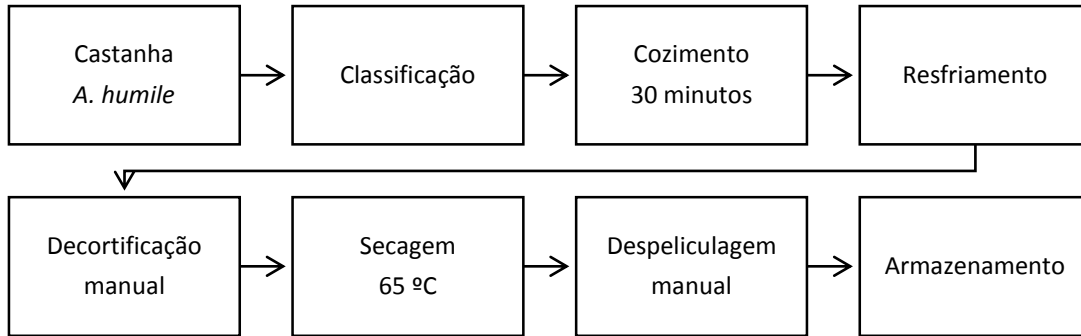 Castanha
A. humile
Classificação
Cozimento
30 minutos
Resfriamento
Decortificação
manual
Secagem
65 ºC
Despeliculagem
manual
Armazenamento